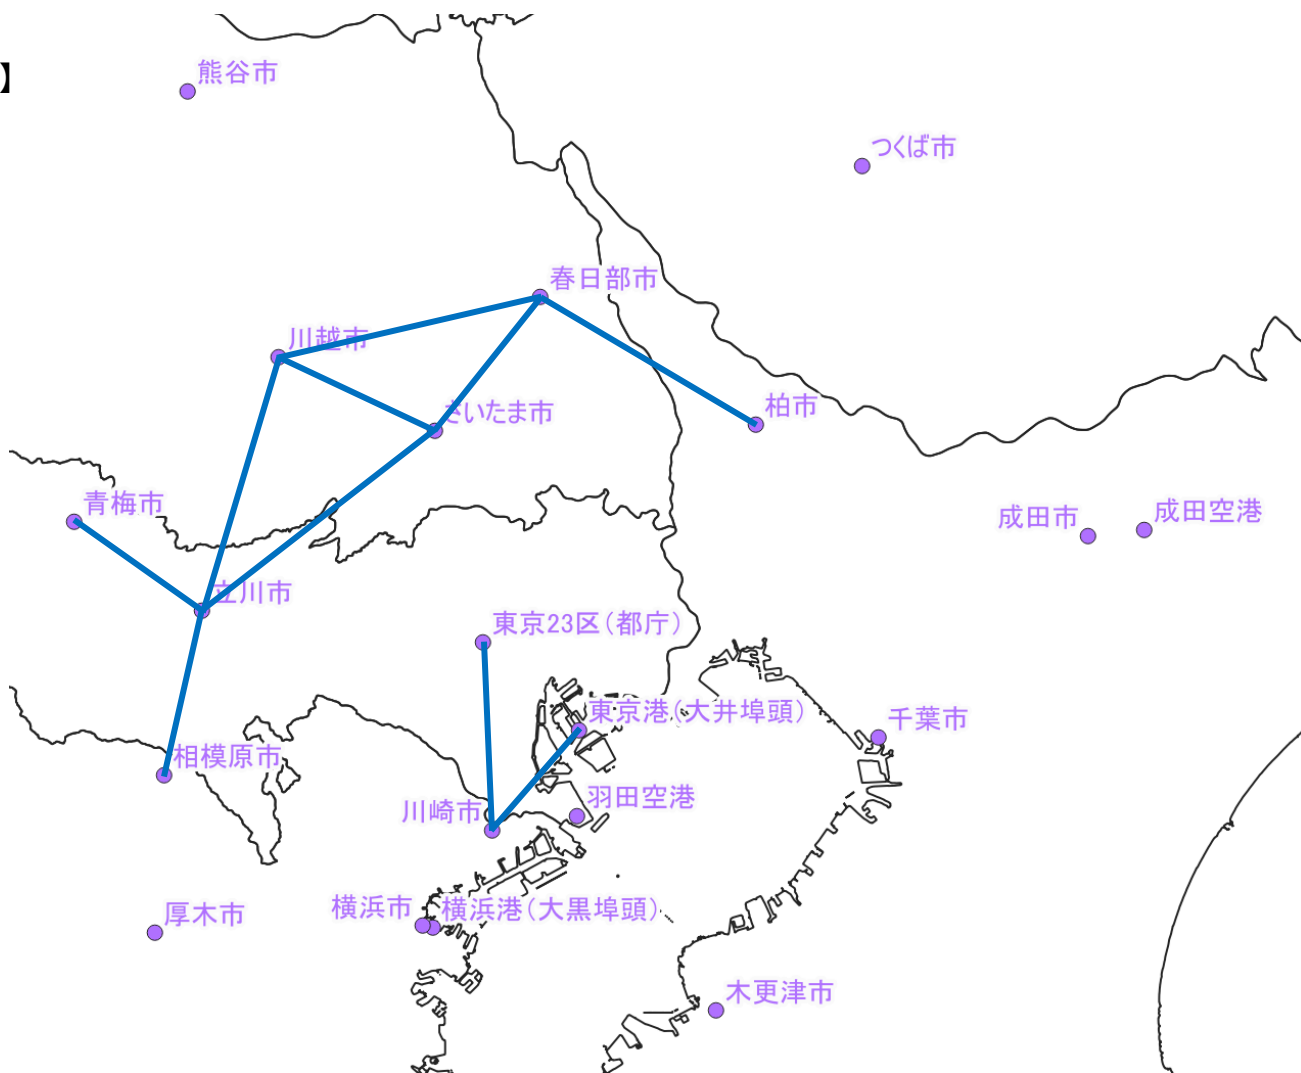 】
熊谷市
つくば市
春日部市
川越市
さいたま市
柏市
青梅市
成田市
成田空港
立川市
東京23区(都庁)
東京港(大井埠頭)
千葉市
相模原市
羽田空港
川崎市
横浜市
横浜港(大黒埠頭)
厚木市
木更津市